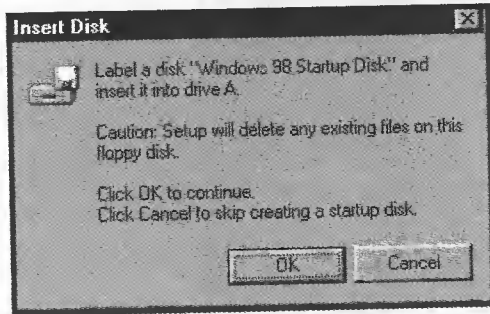 Insert Disk
Label a disk "Windows 98 Startup Disk" and
insert it into drive A.
Caution: Setup will delete any existing files on this
floppy disk.
Click OK to continue.
Click Cancel to skip creating a startup disk.
OK
Cancel